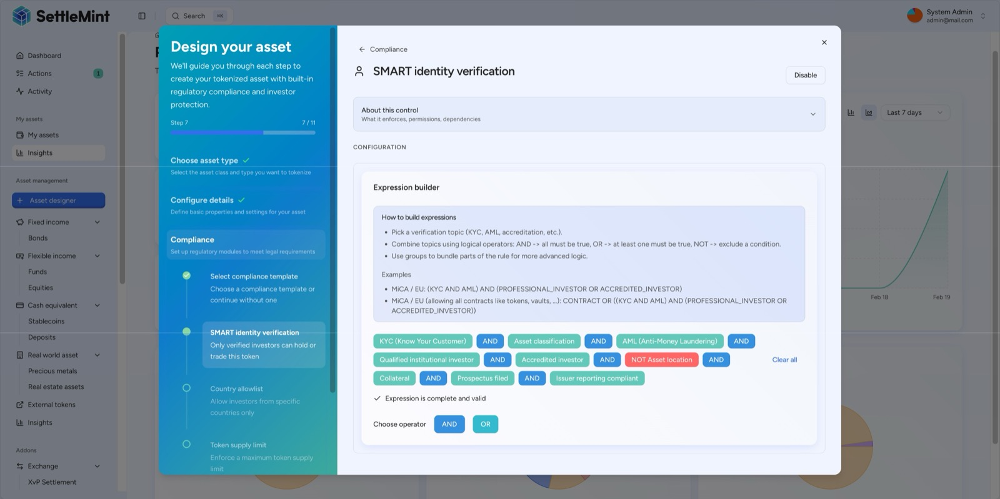 SettleMint
Search ⌘K
System Admin
admin@mail.com
Dashboard
Actions 1
Activity
My assets
My assets
Insights
Asset management
+ Asset designer
Fixed income
Bonds
Flexible income
Funds
Equities
Cash equivalent
Stablecoins
Deposits
Real world asset
Precious metals
Real estate assets
External tokens
Insights
Addons
Exchange
XvP Settlement
Design your asset
We'll guide you through each step to
create your tokenized asset with built-in
regulatory compliance and investor
protection.
Step 7 7 / 11
Choose asset type
Select the asset class and type you want to tokenize
Configure details
Define basic properties and settings for your asset
Compliance
Set up regulatory modules to meet legal requirements
Select compliance template
Choose a compliance template or
continue without one
SMART identity verification
Only verified investors can hold or
trade this token
Country allowlist
Allow investors from specific
countries only
Token supply limit
Enforce a maximum token supply
limit
← Compliance
SMART identity verification
Disable
About this control
What it enforces, permissions, dependencies
CONFIGURATION
Expression builder
How to build expressions
• Pick a verification topic (KYC, AML, accreditation, etc.).
• Combine topics using logical operators: AND -> all must be true, OR -> at least one must be true, NOT -> exclude a condition.
• Use groups to bundle parts of the rule for more advanced logic.
Examples
• MiCA / EU: (KYC AND AML) AND (PROFESSIONAL_INVESTOR OR ACCREDITED_INVESTOR)
• MiCA / EU (allowing all contracts like tokens, vaults, ...): CONTRACT OR ((KYC AND AML) AND (PROFESSIONAL_INVESTOR OR
ACCREDITED_INVESTOR))
KYC (Know Your Customer) AND Asset classification AND AML (Anti-Money Laundering) AND
Qualified institutional investor AND Accredited investor AND NOT Asset location AND Clear all
Collateral AND Prospectus filed AND Issuer reporting compliant
Expression is complete and valid
Choose operator AND OR
Last 7 days
Feb 18 Feb 19